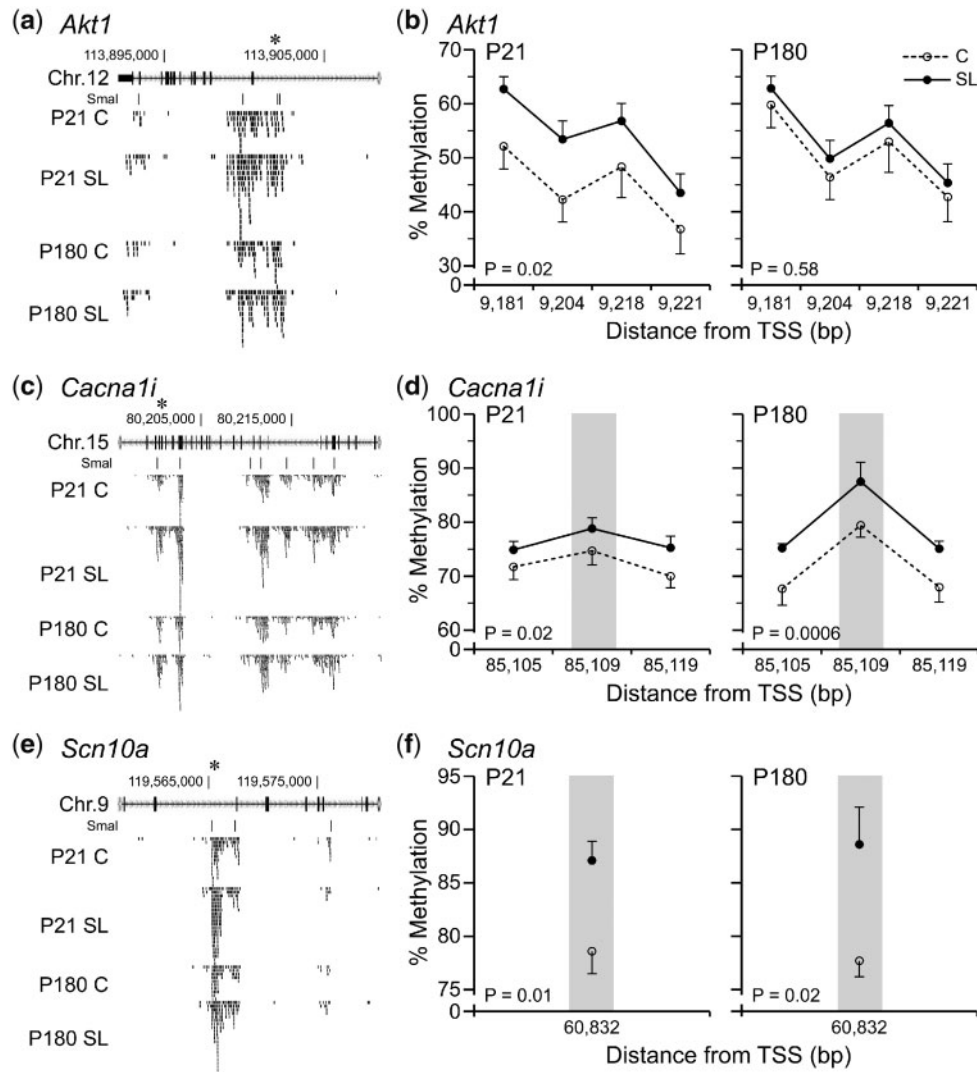 (a) Akt1
*
113,895,000
113,905,000
Chr.12
SmaI
P21 C
P21 SL
P180 C
P180 SL
(b) Akt1
P21
P180
C
SL
% Methylation
70
60
50
40
30
0
P = 0.02
P = 0.58
9,181 9,204 9,218 9,221
9,181 9,204 9,218 9,221
Distance from TSS (bp)
(c) Cacna1i
*
80,205,000
80,215,000
Chr.15
SmaI
P21 C
P21 SL
P180 C
P180 SL
(d) Cacna1i
P21
P180
% Methylation
100
90
80
70
60
0
P = 0.02
P = 0.0006
85,105 85,109 85,119
85,105 85,109 85,119
Distance from TSS (bp)
(e) Scn10a
*
119,565,000
119,575,000
Chr.9
SmaI
P21 C
P21 SL
P180 C
P180 SL
(f) Scn10a
P21
P180
% Methylation
95
90
85
80
75
0
P = 0.01
P = 0.02
60,832
60,832
Distance from TSS (bp)